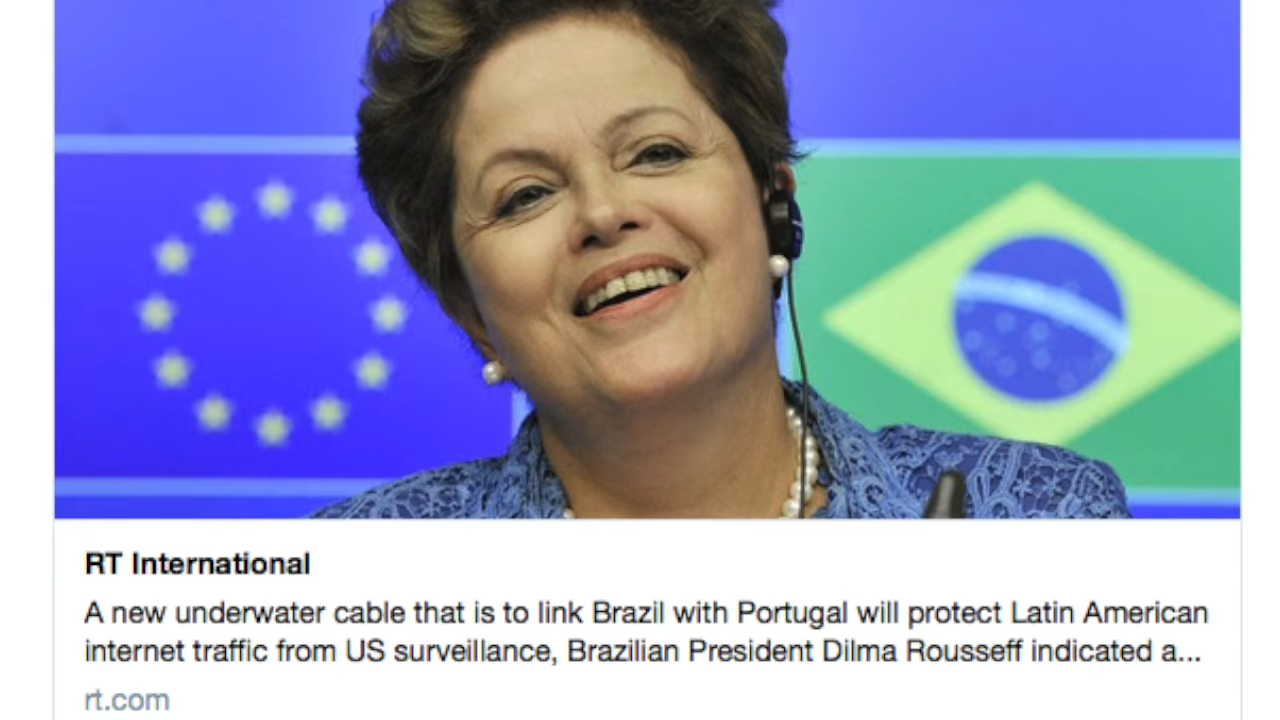 RT International
A new underwater cable that is to link Brazil with Portugal will protect Latin American
internet traffic from US surveillance, Brazilian President Dilma Rousseff indicated a...
rt.com